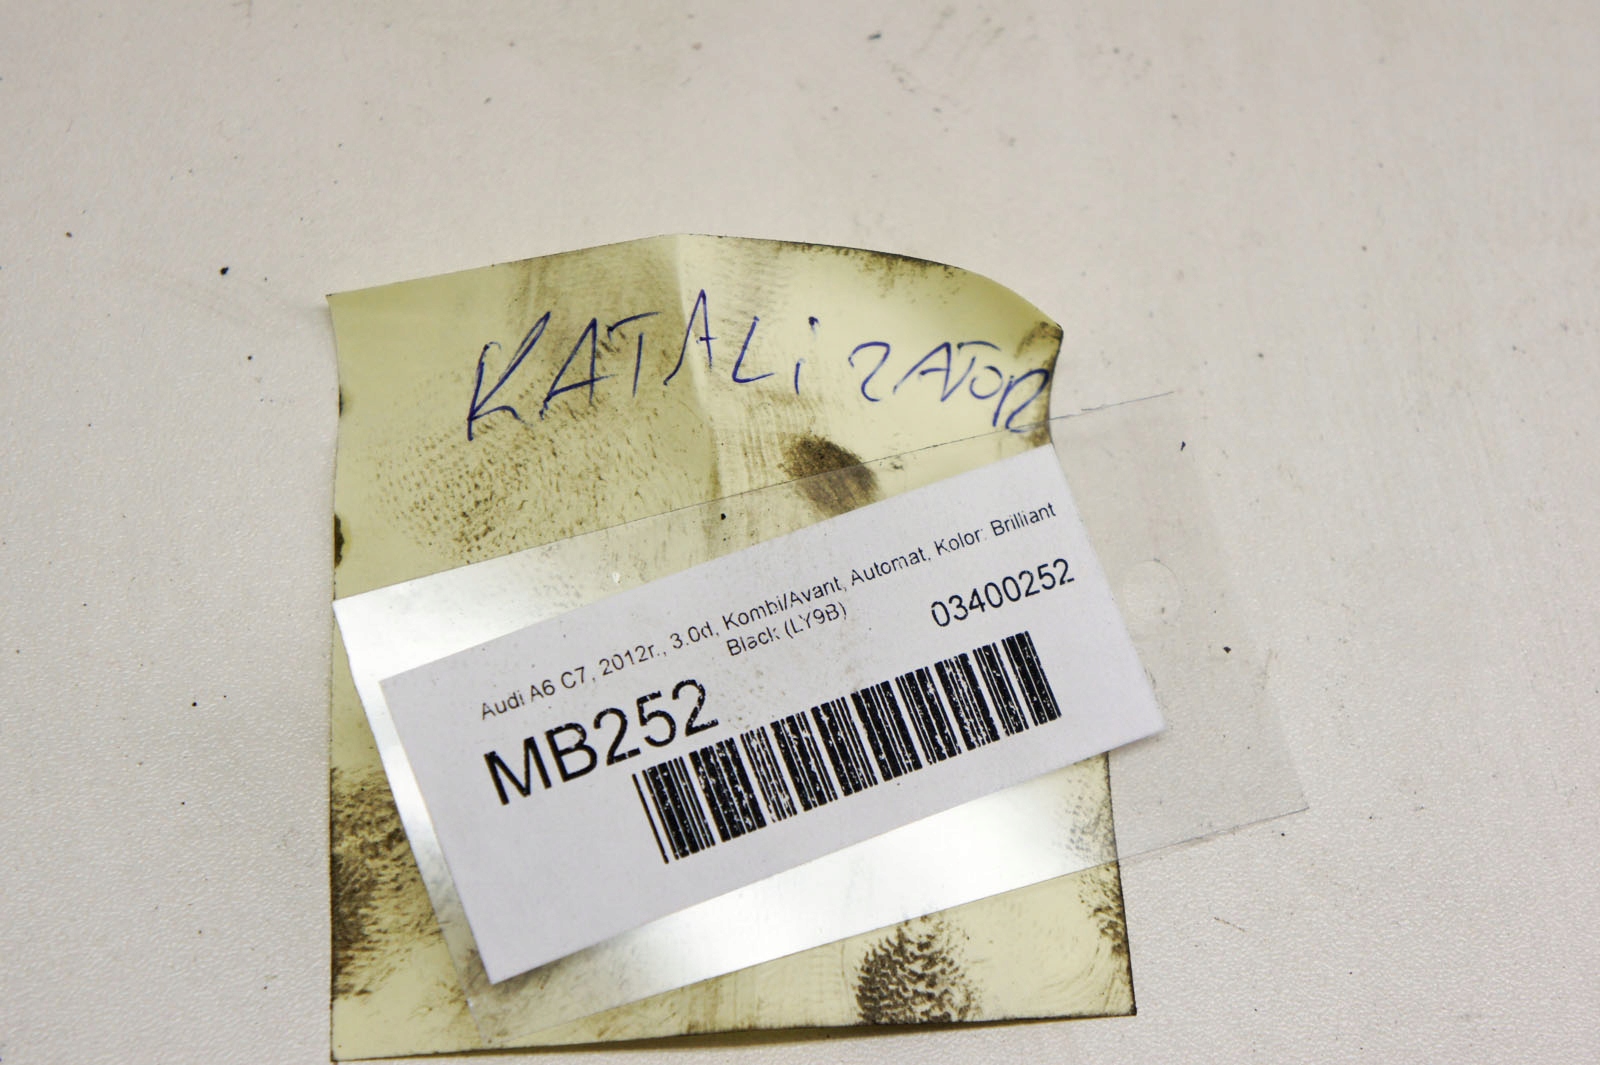 KATALiZATOR
Audi A6 C7, 2012r., 3.0d, Kombi/Avant, Automat, Kolor: Brilliant
Black (LY9B)
03400252
MB252